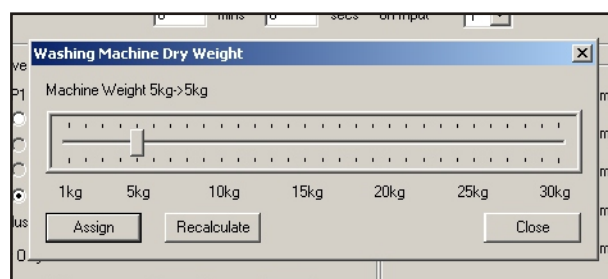 mins secs on Input
Washing Machine Dry Weight
Machine Weight 5kg->5kg
P1
1kg 5kg 10kg 15kg 20kg 25kg 30kg
Assign Recalculate Close